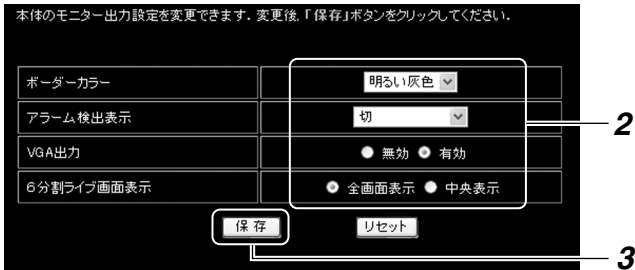 本体のモニター出力設定を変更できます。変更後、「保存」ボタンをクリックしてください。
ボーダーカラー 明るい灰色
アラーム検出表示 切
VGA出力 無効 有効
6分割ライブ画面表示 全画面表示 中央表示
2
保存 リセット
3